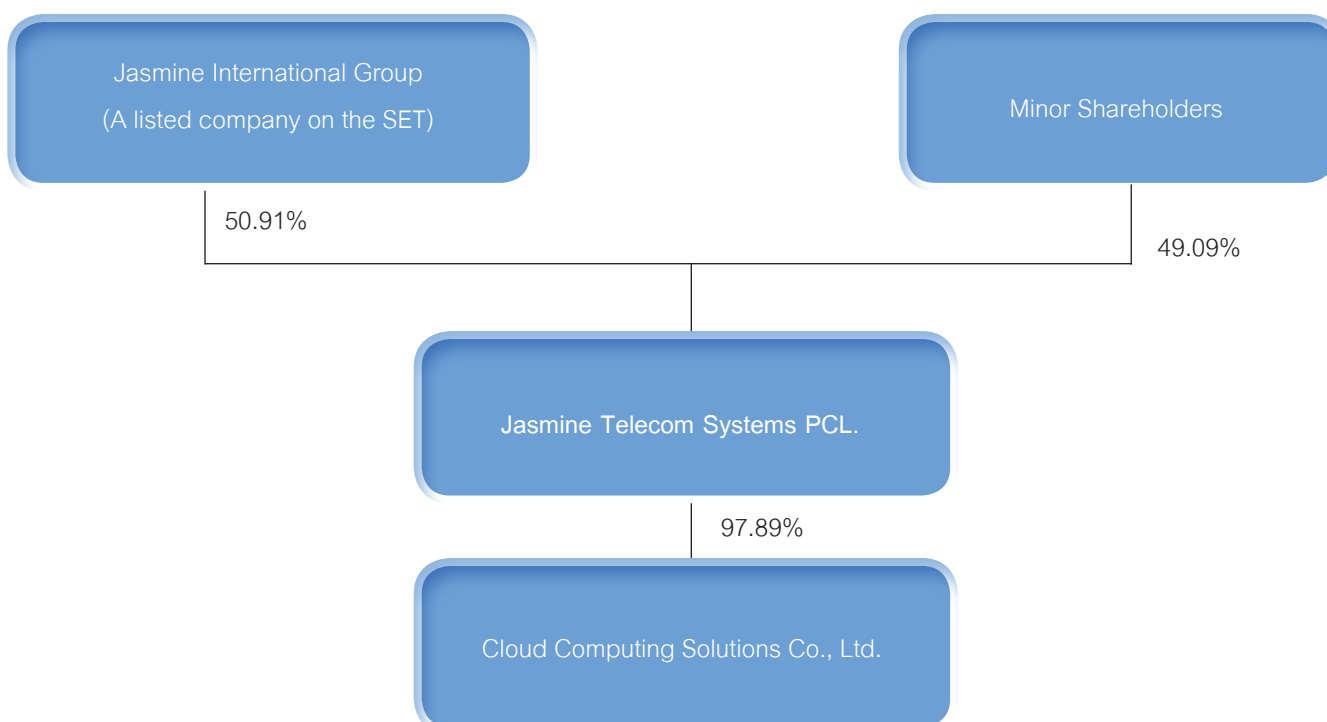 Jasmine International Group
(A listed company on the SET)
Minor Shareholders
50.91%
49.09%
Jasmine Telecom Systems PCL.
97.89%
Cloud Computing Solutions Co., Ltd.